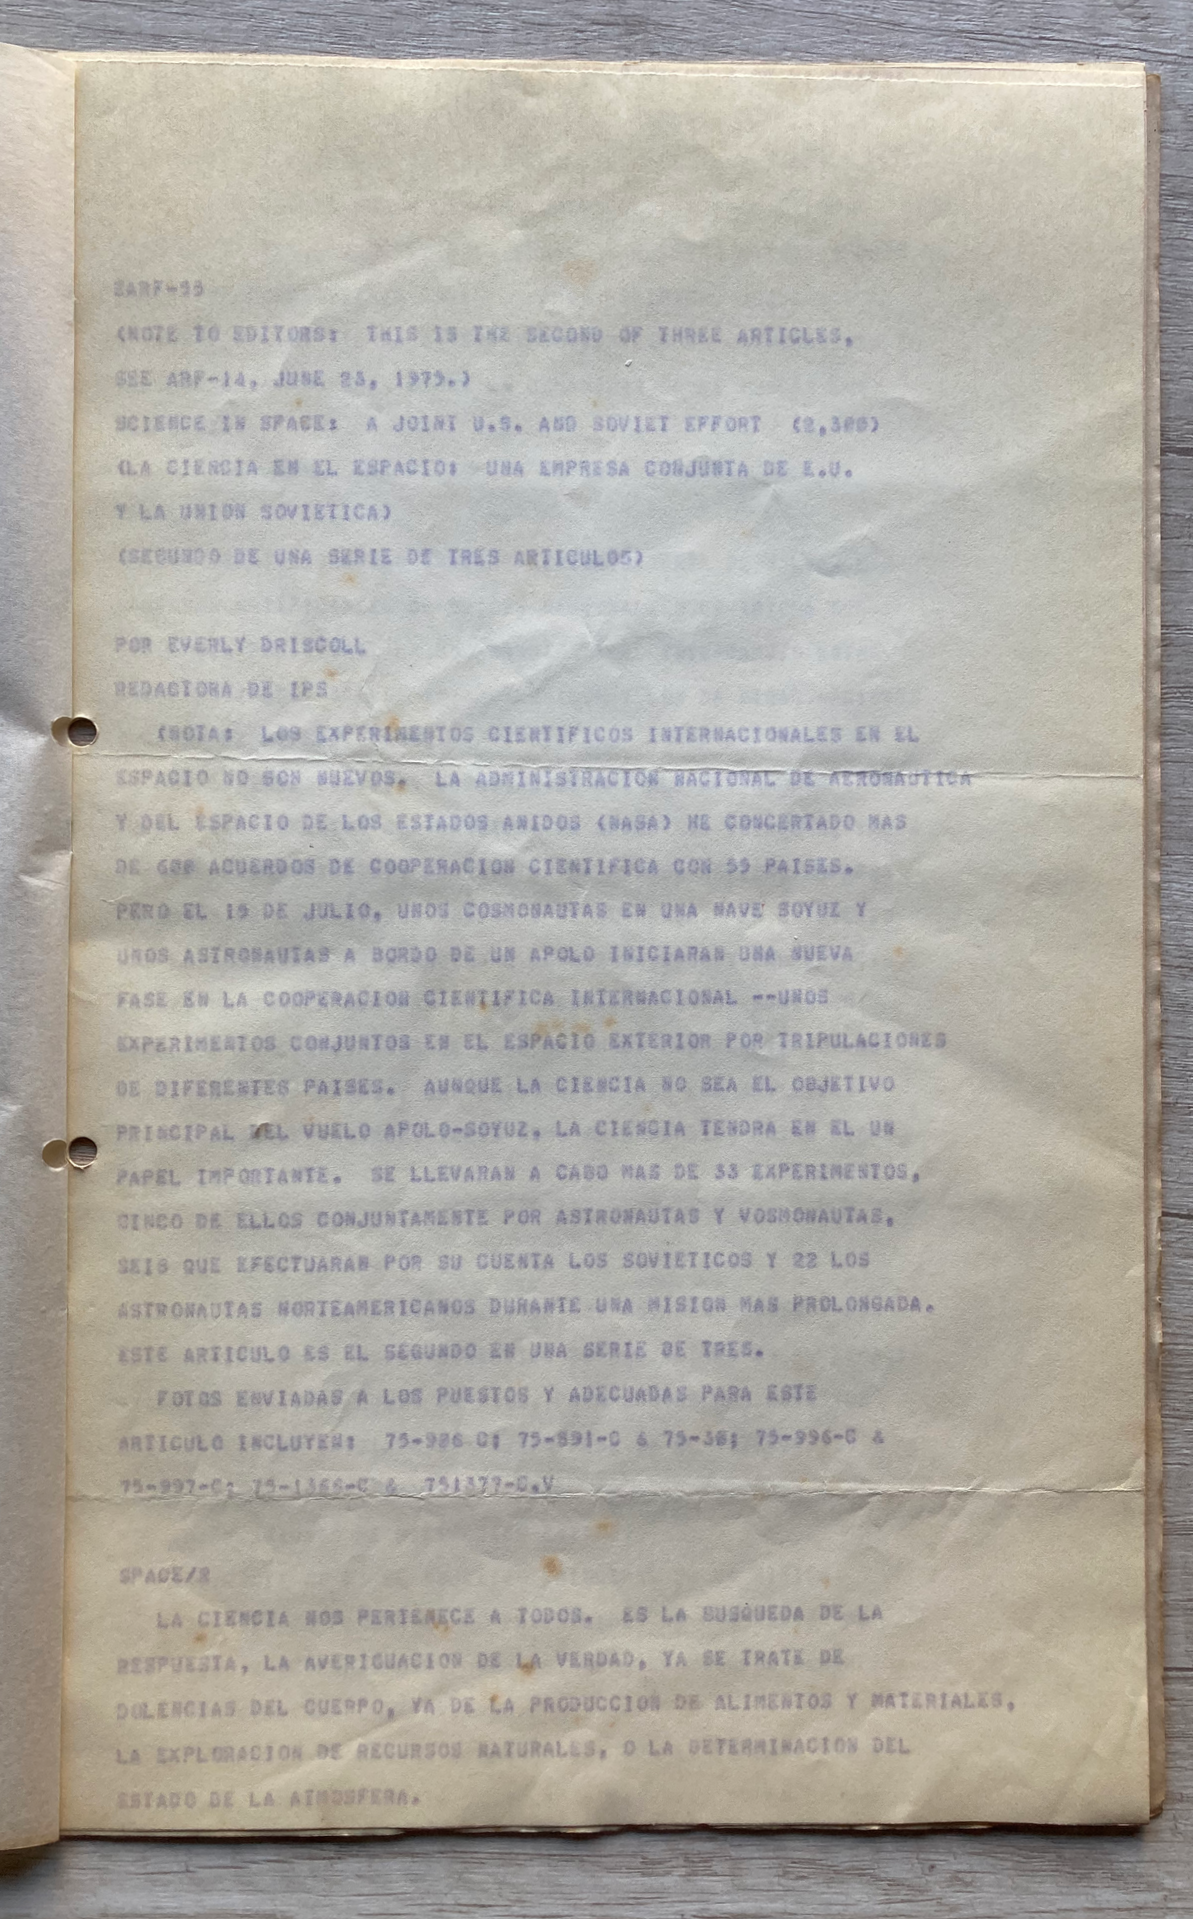 (NOTE TO EDITORS: THIS IS THE SECOND OF THREE ARTICLES,
SEE ARF-14, JUNE 23, 1975.)
SCIENCE IN SPACE: A JOINT U.S. AND SOVIET EFFORT (2,300)
(LA CIENCIA EN EL ESPACIO: UNA EMPRESA CONJUNTA DE E.U.
Y LA UNION SOVIETICA)
(SEGUNDO DE UNA SERIE DE TRES ARTICULOS)
POR EVERLY DRISCOLL
REDACTORA DE IPS
(NOTA: LOS EXPERIMENTOS CIENTIFICOS INTERNACIONALES EN EL
ESPACIO NO SON NUEVOS. LA ADMINISTRACION NACIONAL DE AERONAUTICA
Y DEL ESPACIO DE LOS ESTADOS ANIDOS (NASA) HE CONCERTADO MAS
DE 600 ACUERDOS DE COOPERACION CIENTIFICA CON 55 PAISES.
PERO EL 15 DE JULIO, UNOS COSMONAUTAS EN UNA NAVE SOYUZ Y
UNOS ASTRONAUTAS A BORDO DE UN APOLO INICIARAN UNA NUEVA
FASE EN LA COOPERACION CIENTIFICA INTERNACIONAL --UNOS
EXPERIMENTOS CONJUNTOS EN EL ESPACIO EXTERIOR POR TRIPULACIONES
DE DIFERENTES PAISES. AUNQUE LA CIENCIA NO SEA EL OBJETIVO
PRINCIPAL DEL VUELO APOLO-SOYUZ, LA CIENCIA TENDRA EN EL UN
PAPEL IMPORTANTE. SE LLEVARAN A CABO MAS DE 33 EXPERIMENTOS,
CINCO DE ELLOS CONJUNTAMENTE POR ASTRONAUTAS Y VOSMONAUTAS,
SEIS QUE EFECTUARAN POR SU CUENTA LOS SOVIETICOS Y 22 LOS
ASTRONAUTAS NORTEAMERICANOS DURANTE UNA MISION MAS PROLONGADA.
ESTE ARTICULO ES EL SEGUNDO EN UNA SERIE DE TRES.
FOTOS ENVIADAS A LOS PUESTOS Y ADECUADAS PARA ESTE
ARTICULO INCLUYEN: 75-891-C & 75-996-C &
75-997-C; & 751377-C.V
SPACE/2
LA CIENCIA NOS PERTENECE A TODOS. ES LA BUSQUEDA DE LA
RESPUESTA, LA AVERIGUACION DE LA VERDAD, YA SE TRATE DE
DOLENCIAS DEL CUERPO, YA DE LA PRODUCCION DE ALIMENTOS Y MATERIALES,
LA EXPLORACION DE RECURSOS NATURALES, O LA DETERMINACION DEL
ESTADO DE LA ATMOSFERA.